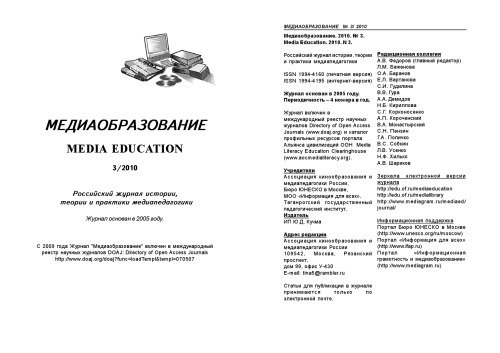 МЕДИАОБРАЗОВАНИЕ
MEDIA EDUCATION
3/2010
Российский журнал истории,
теории и практики медиапедагогики
Журнал основан в 2005 году.
С 2009 года Журнал "Медиаобразование" включен в международный
реестр научных журналов DOAJ: Directory of Open Access Journals
http://www.doaj.org/doaj?func=loadTempl&templ=070507
МЕДИАОБРАЗОВАНИЕ № 3/ 2010
Медиаобразование. 2010. № 3.
Media Education. 2010. N 3.
Российский журнал истории, теории
и практики медиапедагогики
ISSN 1994-4160 (печатная версия)
ISSN 1994-4195 (интернет-версия)
Журнал основан в 2005 году.
Периодичность – 4 номера в год.
Журнал включен в
международный реестр научных
журналов Directory of Open Access
Journals (www.doaj.org) и каталог
профильных ресурсов портала
Альянса цивилизаций ООН Media
Literacy Education Clearinghouse
(www.aocmedialiteracy.org).
Учредители
Ассоциация кинообразования и
медиапедагогики России,
Бюро ЮНЕСКО в Москве,
МОО «Информация для всех»,
Таганрогский государственный
педагогический институт.
Издатель
ИП Ю.Д. Кучма
Адрес редакции
Ассоциация кинообразования и
медиапедагогики России
109542, Москва, Рязанский
проспект,
дом 99, офис У-430
E-mail: tina5@rambler.ru
Статьи для публикации в журнале
принимаются только по
электронной почте.
Редакционная коллегия
А.В. Федоров (главный редактор)
Л.М. Баженова
О.А. Баранов
Е.Л. Вартанова
С.И. Гудилина
В.В. Гура
А.А. Демидов
Н.Б. Кириллова
С.Г. Корконосенко
А.П. Короченский
В.А. Монастырский
С.Н. Пензин
Г.А. Поличко
В.С. Собкин
Л.В. Усенко
Н.Ф. Хилько
А.В. Шариков
Зеркала электронной версии
журнала
http://edu.of.ru/mediaeducation
http://edu.of.ru/medialibrary
http://www.mediagram.ru/mediaed/
journal/
Информационная поддержка
Портал Бюро ЮНЕСКО в Москве
(http://www.unesco.org/ru/moscow)
Портал «Информация для всех»
(http://www.ifap.ru)
Портал «Информационная
грамотность и медиаобразование»
(http://www.mediagram.ru)